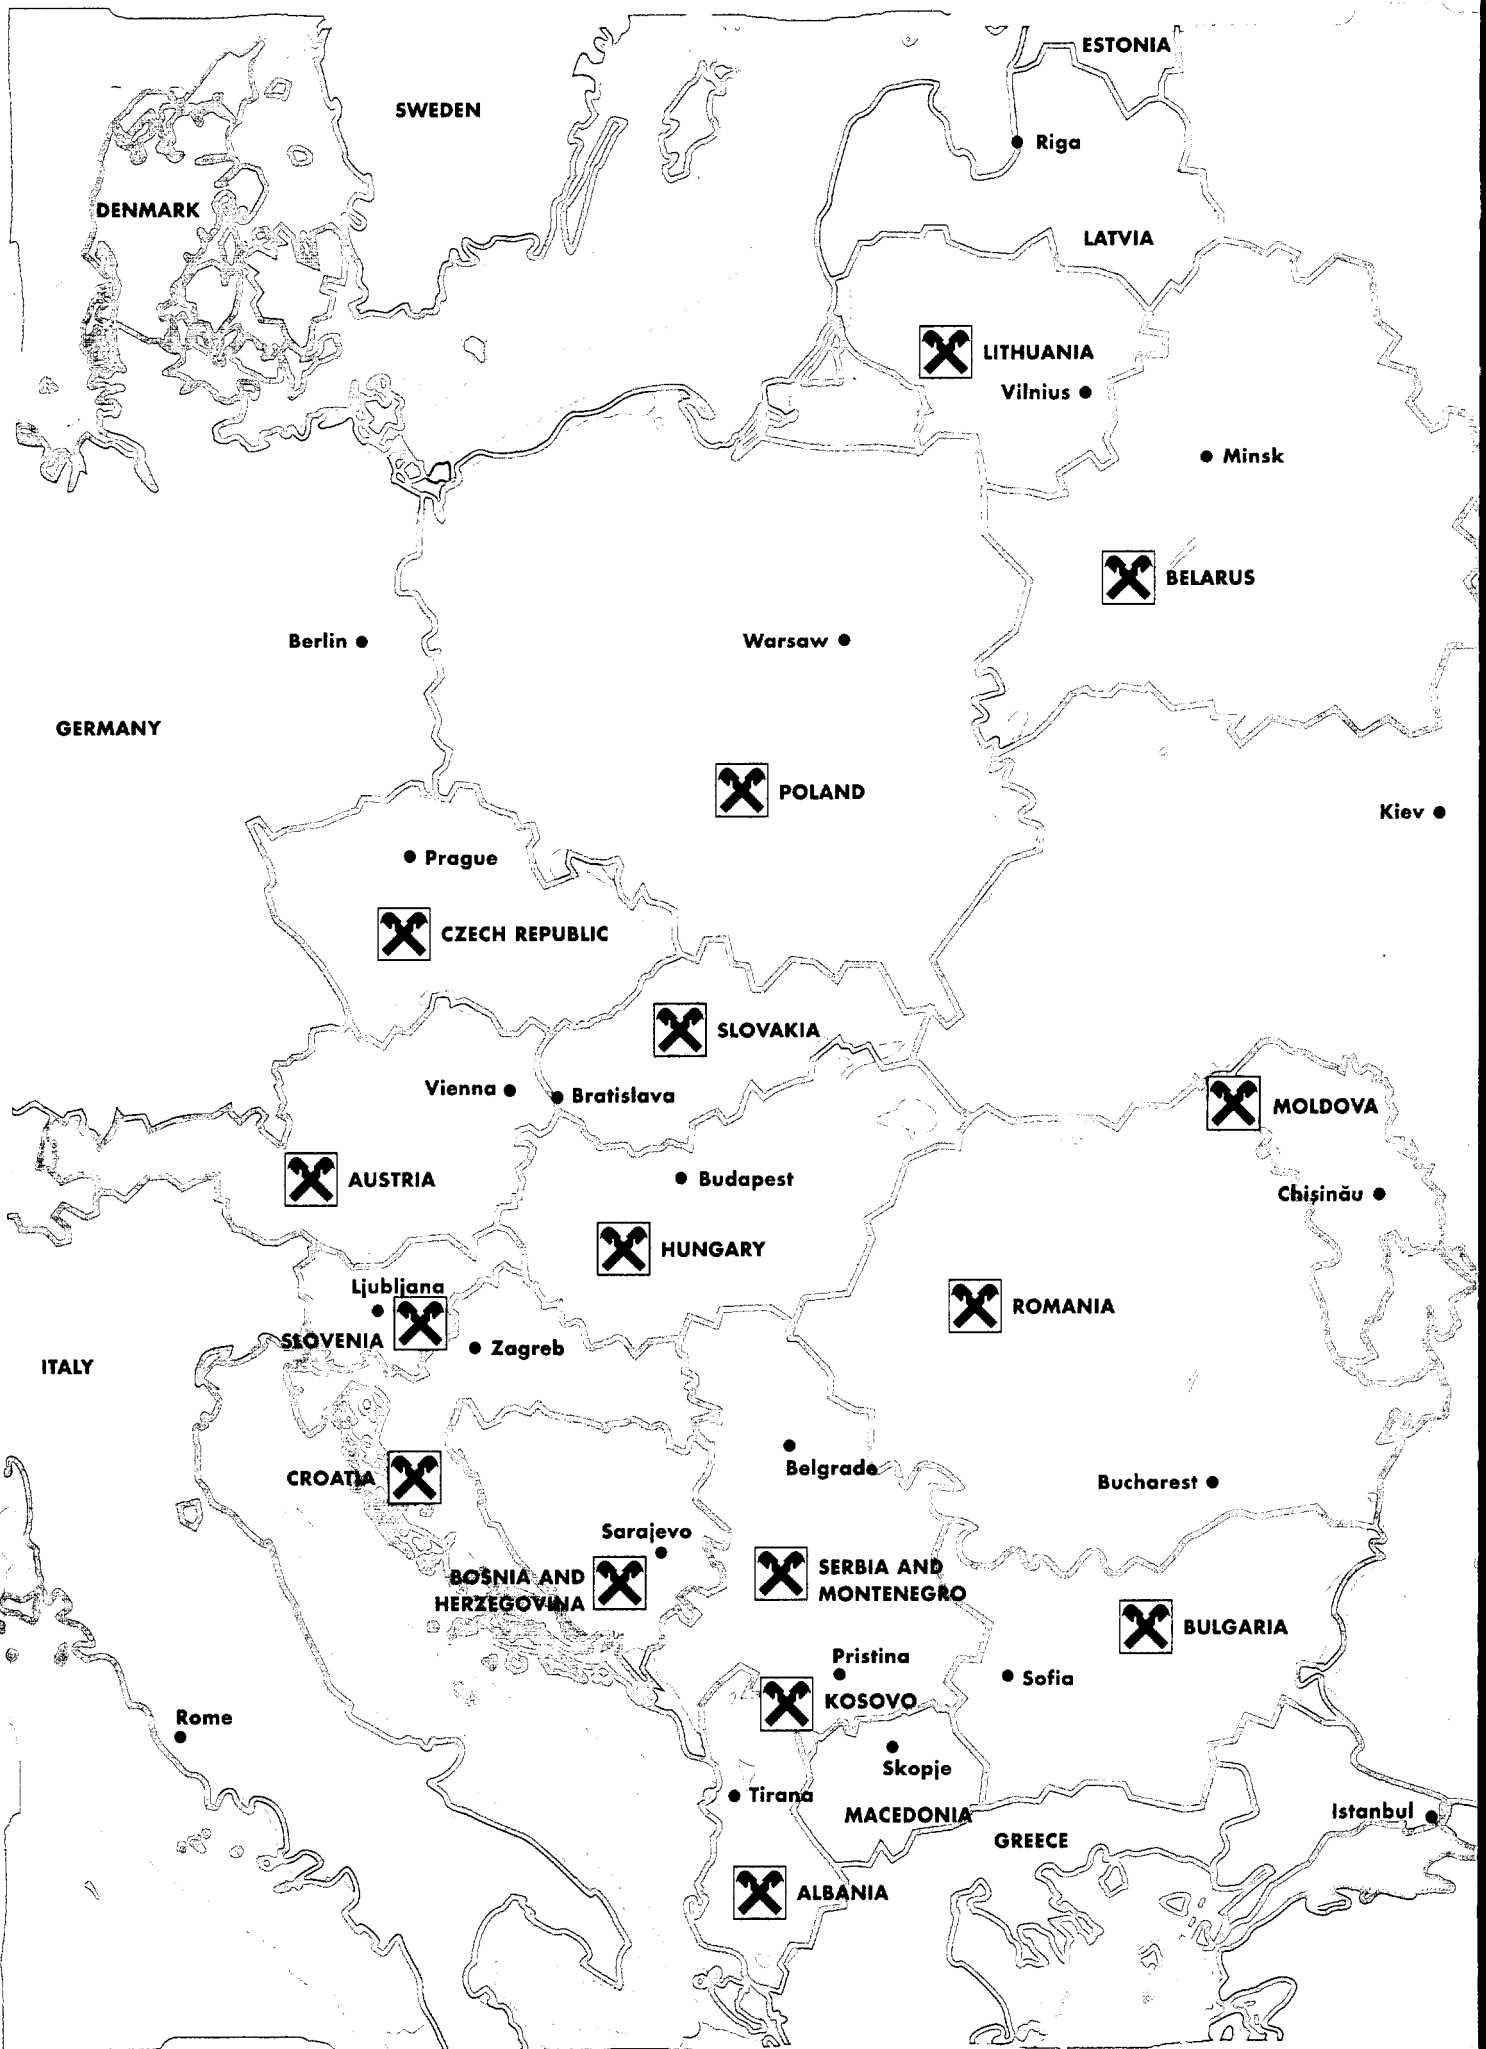 ESTONIA
SWEDEN
Riga
DENMARK
LATVIA
LITHUANIA
Vilnius
Minsk
BELARUS
Berlin
Warsaw
GERMANY
POLAND
Kiev
Prague
CZECH REPUBLIC
SLOVAKIA
Vienna
Bratislava
MOLDOVA
AUSTRIA
Budapest
Chişinău
HUNGARY
Ljubljana
ROMANIA
SLOVENIA
Zagreb
ITALY
Belgrade
CROATIA
Bucharest
Sarajevo
BOSNIA AND
HERZEGOVINA
SERBIA AND
MONTENEGRO
BULGARIA
Pristina
Sofia
KOSOVO
Rome
Skopje
Tirana
MACEDONIA
Istanbul
GREECE
ALBANIA